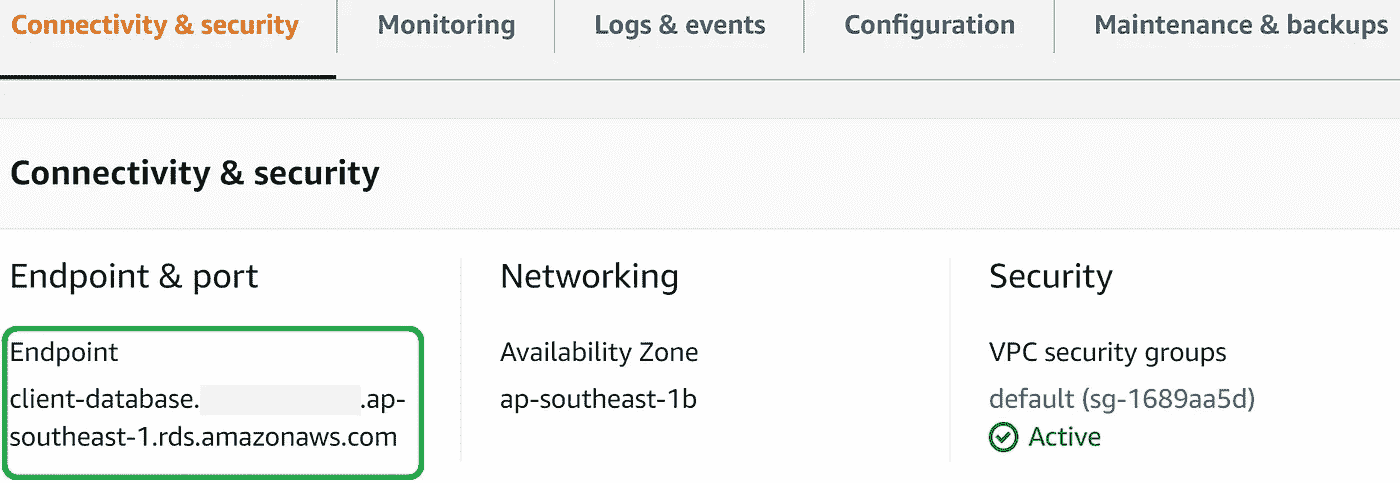 Connectivity & security
Monitoring
Logs & events
Configuration
Maintenance & backups
Connectivity & security
Endpoint & port
Endpoint
client-database. .ap-
southeast-1.rds.amazonaws.com
Networking
Availability Zone
ap-southeast-1b
Security
VPC security groups
default (sg-1689aa5d)
Active